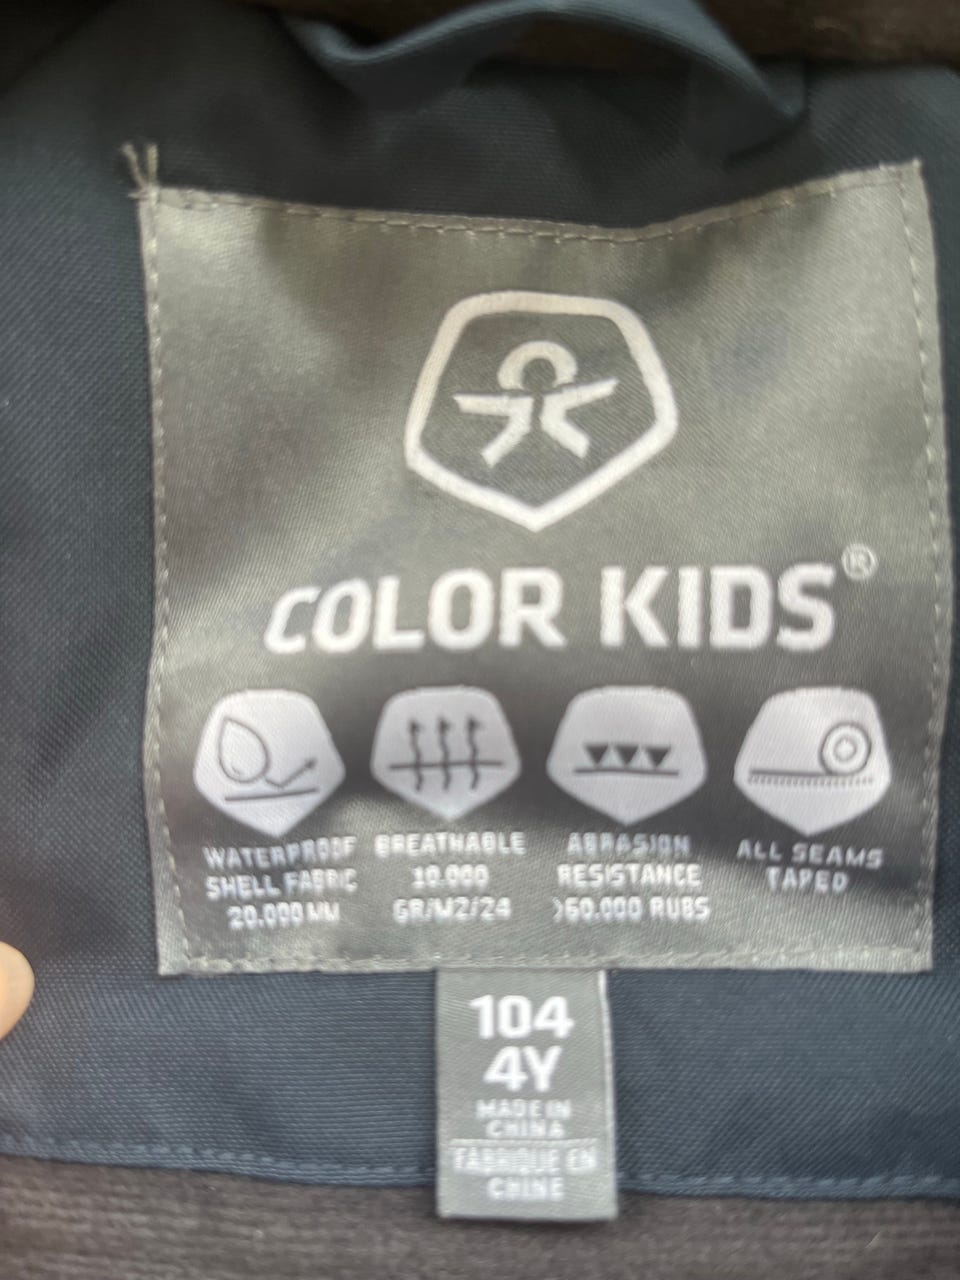 COLOR KIDS®
WATERPROOF
SHELL FABRIC
20.000 MM
BREATHABLE
10.000
GR/M2/24
ABRASION
RESISTANCE
>60.000 RUBS
ALL SEAMS
TAPED
104
4Y
MADE IN
CHINA
FABRIQUE EN
CHINE